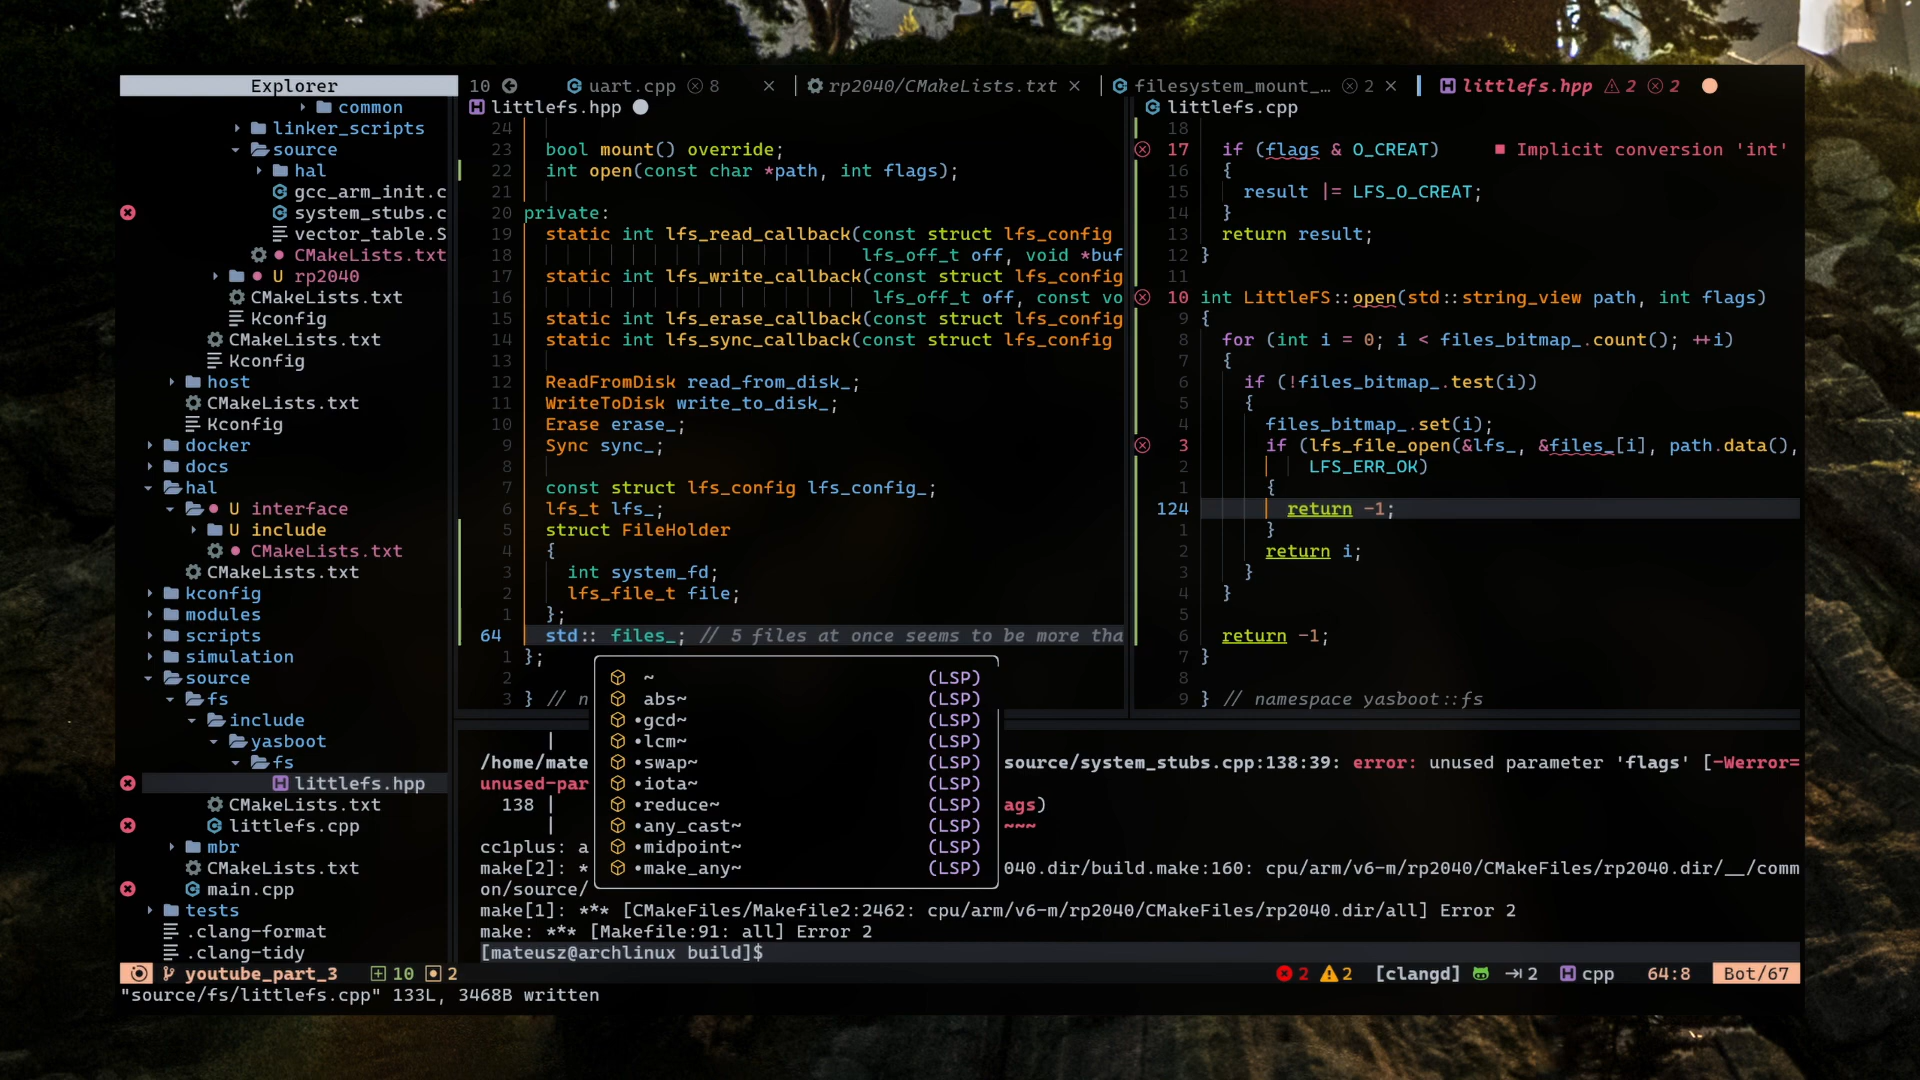 Explorer
common
linker_scripts
source
hal
gcc_arm_init.c
system_stubs.c
vector_table.S
CMakeLists.txt
U rp2040
CMakeLists.txt
Kconfig
CMakeLists.txt
Kconfig
host
CMakeLists.txt
Kconfig
docker
docs
hal
U interface
U include
CMakeLists.txt
CMakeLists.txt
kconfig
modules
scripts
simulation
source
fs
include
yasboot
fs
littlefs.hpp
CMakeLists.txt
littlefs.cpp
mbr
CMakeLists.txt
main.cpp
tests
.clang-format
.clang-tidy
10 uart.cpp 8 × rp2040/CMakeLists.txt × filesystem_mount_… 2 × littlefs.hpp 2 2
littlefs.hpp
24
23 bool mount() override;
22 int open(const char *path, int flags);
21
20 private:
19 static int lfs_read_callback(const struct lfs_config
18 lfs_off_t off, void *buf
17 static int lfs_write_callback(const struct lfs_config
16 lfs_off_t off, const vo
15 static int lfs_erase_callback(const struct lfs_config
14 static int lfs_sync_callback(const struct lfs_config
13
12 ReadFromDisk read_from_disk_;
11 WriteToDisk write_to_disk_;
10 Erase erase_;
9 Sync sync_;
8
7 const struct lfs_config lfs_config_;
6 lfs_t lfs_;
5 struct FileHolder
4 {
3 int system_fd;
2 lfs_file_t file;
1 };
64 std:: files_; // 5 files at once seems to be more tha
1 };
2
3 } // n
~ (LSP)
abs~ (LSP)
•gcd~ (LSP)
•lcm~ (LSP)
•swap~ (LSP)
•iota~ (LSP)
•reduce~ (LSP)
•any_cast~ (LSP)
•midpoint~ (LSP)
•make_any~ (LSP)
littlefs.cpp
18
17 if (flags & O_CREAT) ■ Implicit conversion 'int'
16 {
15 result |= LFS_O_CREAT;
14 }
13 return result;
12 }
11
10 int LittleFS::open(std::string_view path, int flags)
9 {
8 for (int i = 0; i < files_bitmap_.count(); ++i)
7 {
6 if (!files_bitmap_.test(i))
5 {
4 files_bitmap_.set(i);
3 if (lfs_file_open(&lfs_, &files_[i], path.data(),
2 LFS_ERR_OK)
1 {
124 return -1;
1 }
2 return i;
3 }
4 }
5
6 return -1;
7 }
8
9 } // namespace yasboot::fs
|
/home/mate source/system_stubs.cpp:138:39: error: unused parameter 'flags' [-Werror=
unused-par
138 | ags)
| ~~~
cc1plus: a
make[2]: * 040.dir/build.make:160: cpu/arm/v6-m/rp2040/CMakeFiles/rp2040.dir/__/comm
on/source/
make[1]: *** [CMakeFiles/Makefile2:2462: cpu/arm/v6-m/rp2040/CMakeFiles/rp2040.dir/all] Error 2
make: *** [Makefile:91: all] Error 2
[mateusz@archlinux build]$
youtube_part_3 10 2 2 2 [clangd] 2 cpp 64:8 Bot/67
"source/fs/littlefs.cpp" 133L, 3468B written